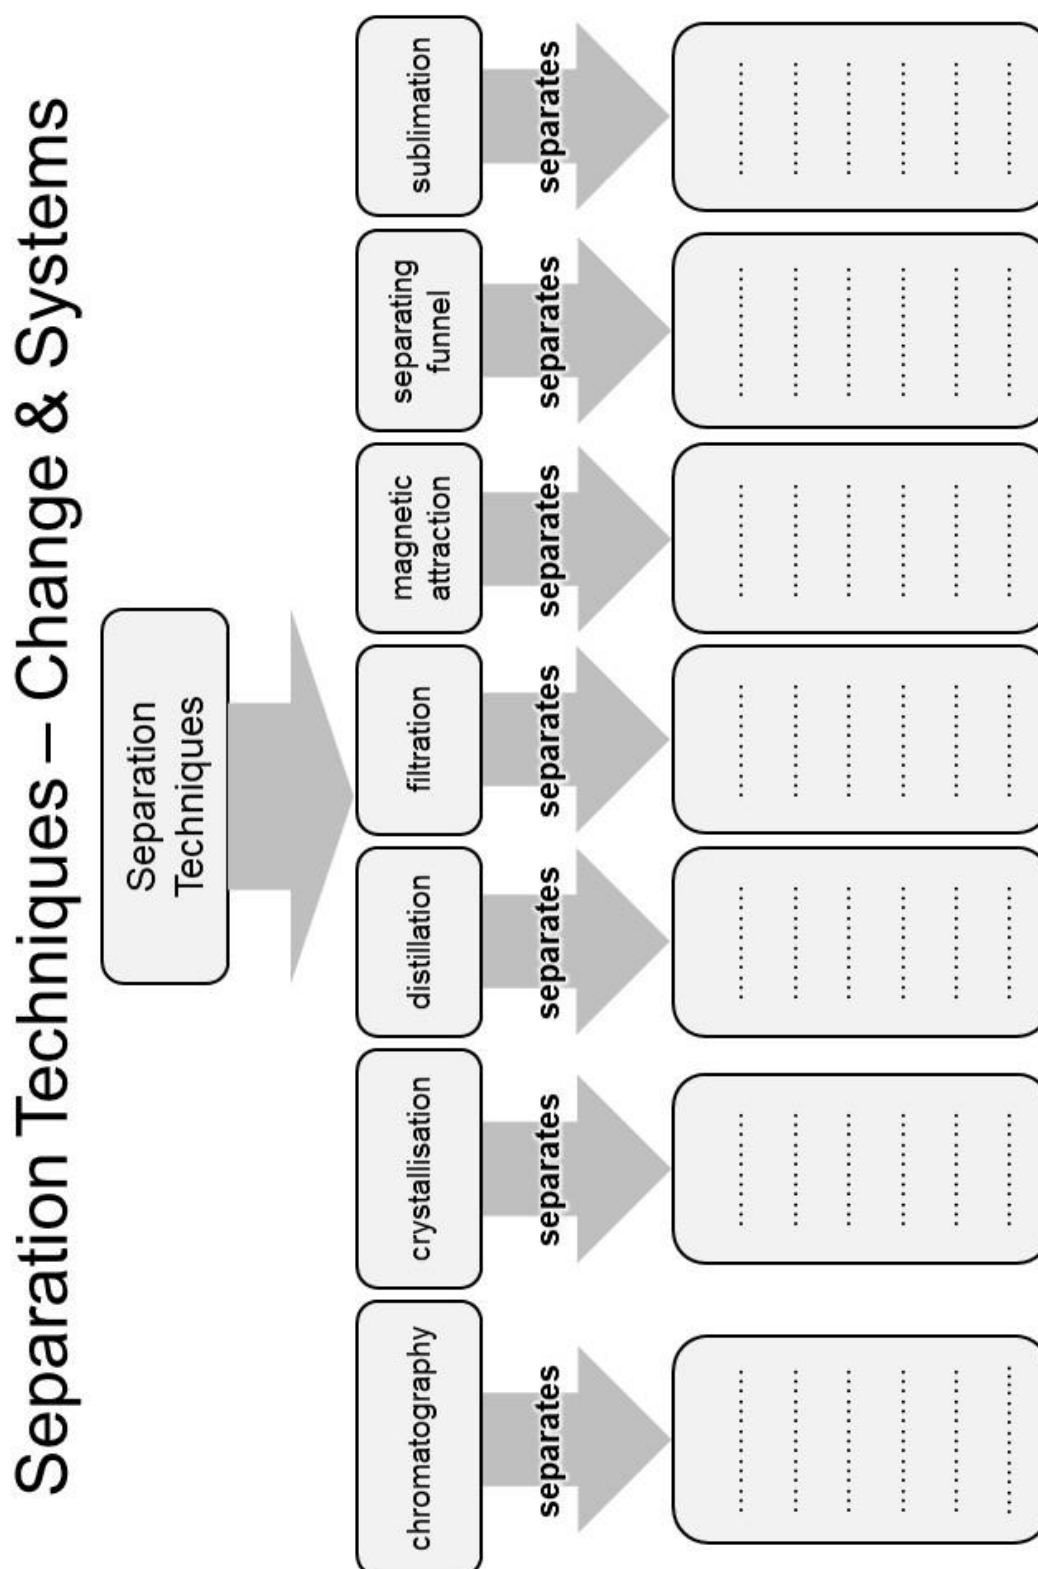 Separation Techniques – Change & Systems
Separation
Techniques
chromatography
crystallisation
distillation
filtration
magnetic
attraction
separating
funnel
sublimation
separates
separates
separates
separates
separates
separates
separates